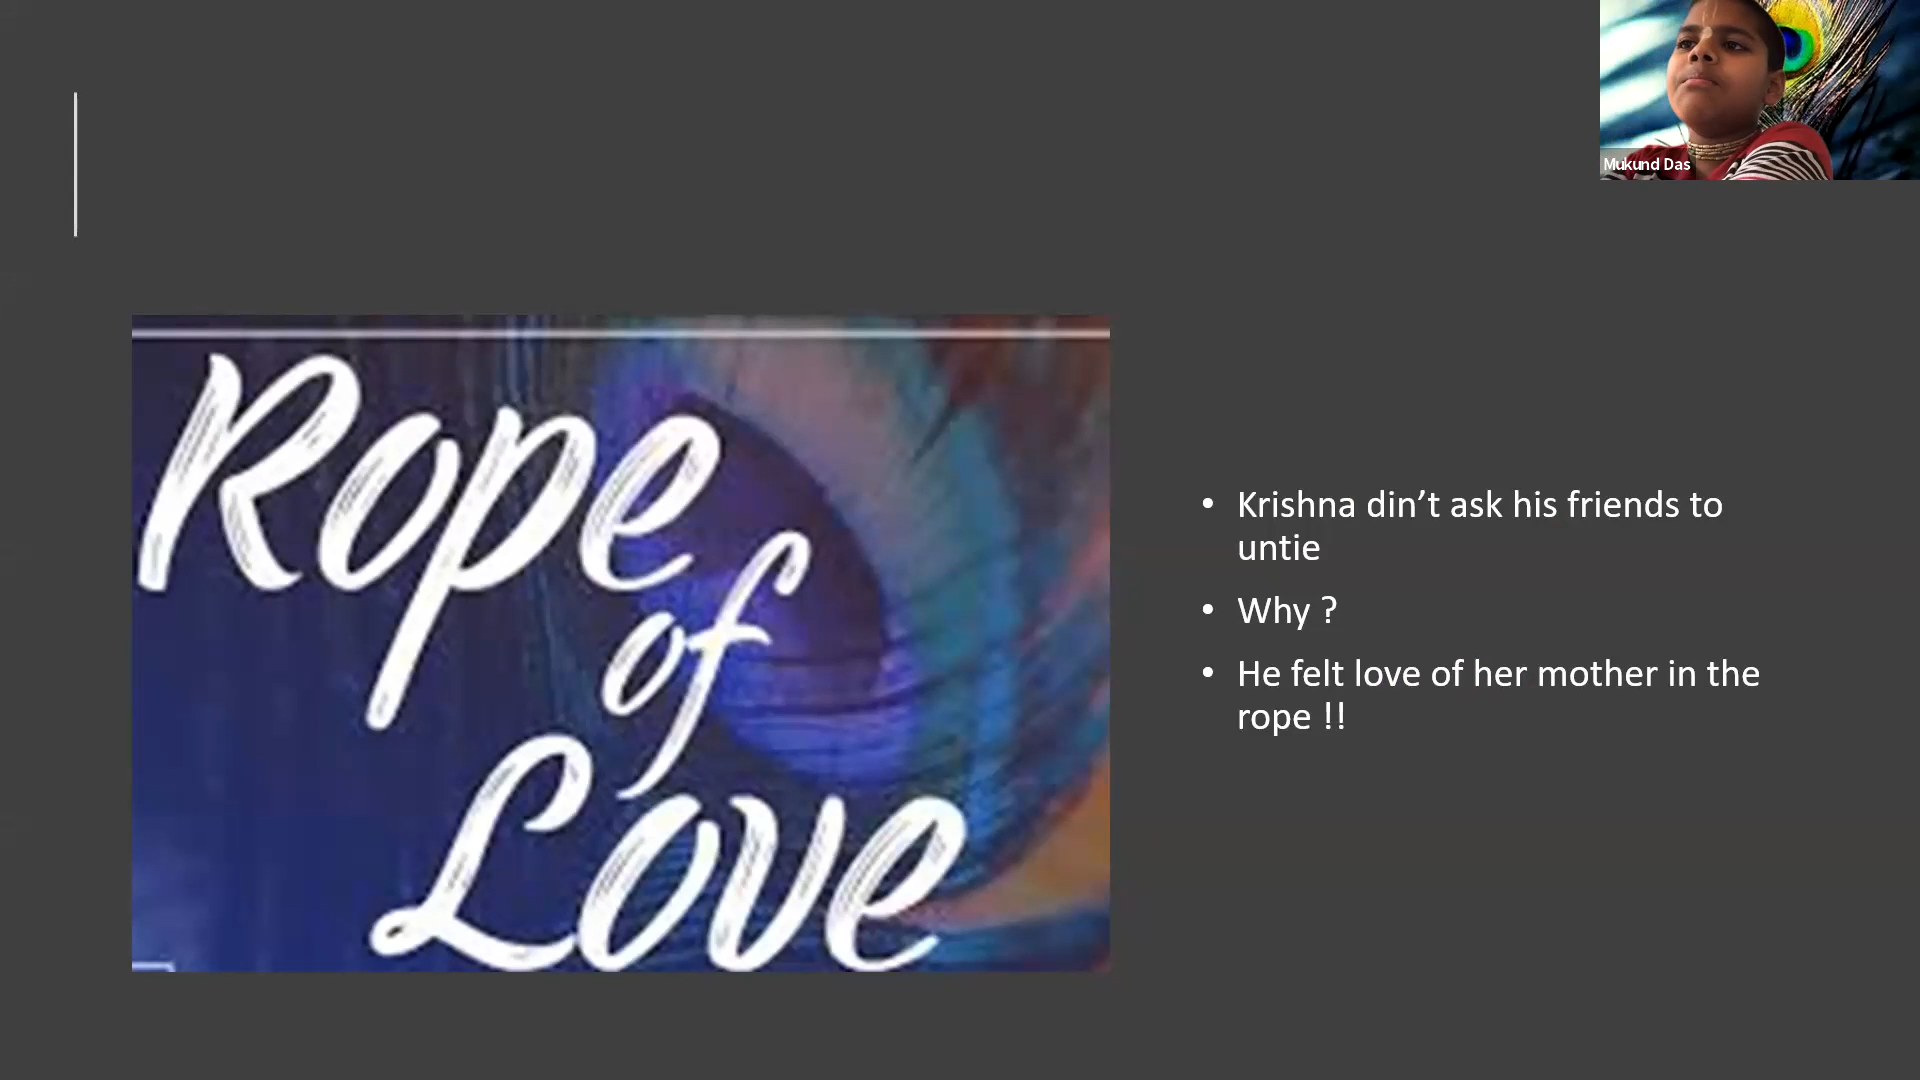 Mukund Das
Rope
of
Love
• Krishna din’t ask his friends to
untie
• Why ?
• He felt love of her mother in the
rope !!